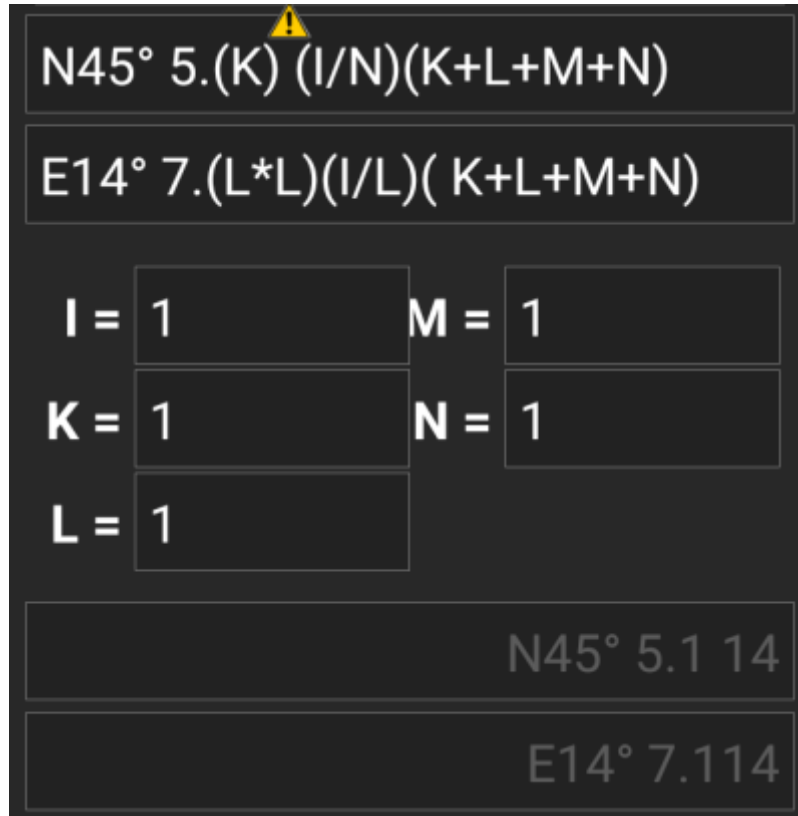 N45° 5.(K) (I/N)(K+L+M+N)
E14° 7.(L*L)(I/L)( K+L+M+N)
I = 1 M = 1
K = 1 N = 1
L = 1
N45° 5.1 14
E14° 7.114